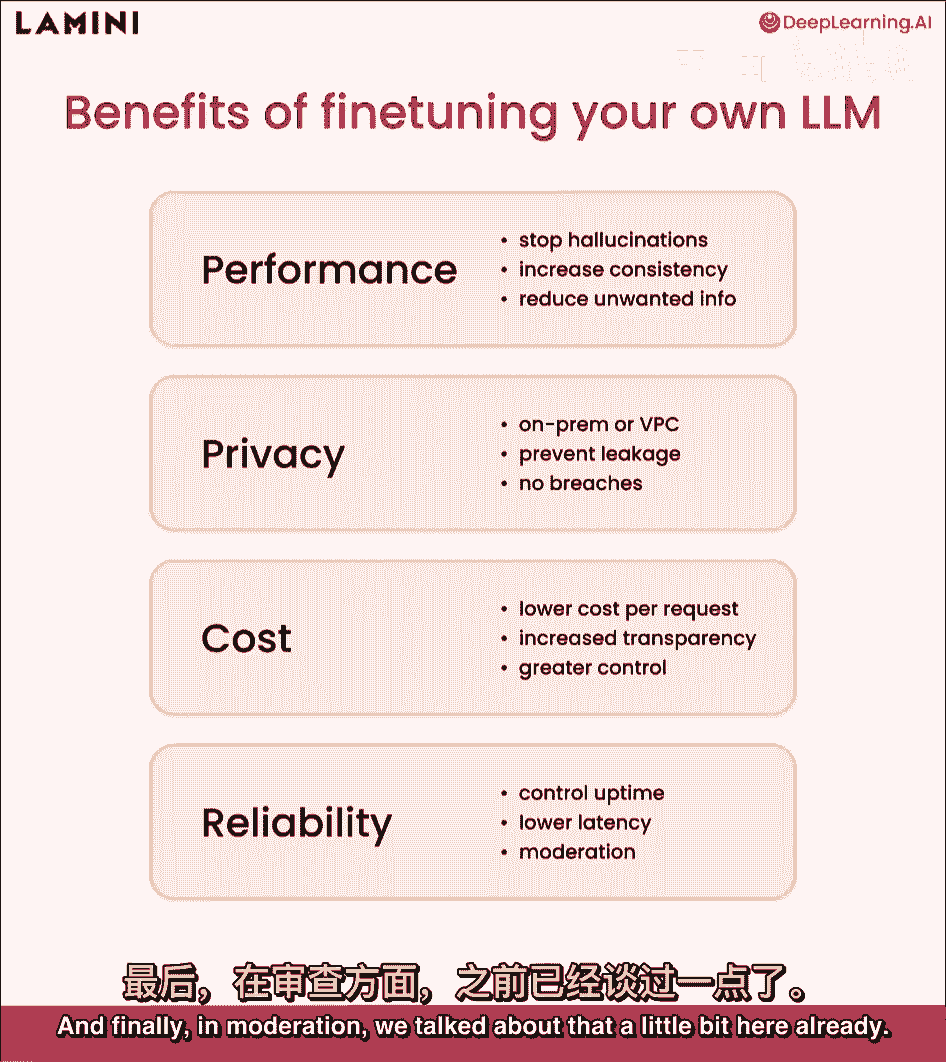 LAMINI
DeepLearning.AI
Benefits of finetuning your own LLM
Performance
• stop hallucinations
• increase consistency
• reduce unwanted info
Privacy
• on-prem or VPC
• prevent leakage
• no breaches
Cost
• lower cost per request
• increased transparency
• greater control
Reliability
• control uptime
• lower latency
• moderation
最后，在审查方面，之前已经谈过一点了。
And finally, in moderation, we talked about that a little bit here already.